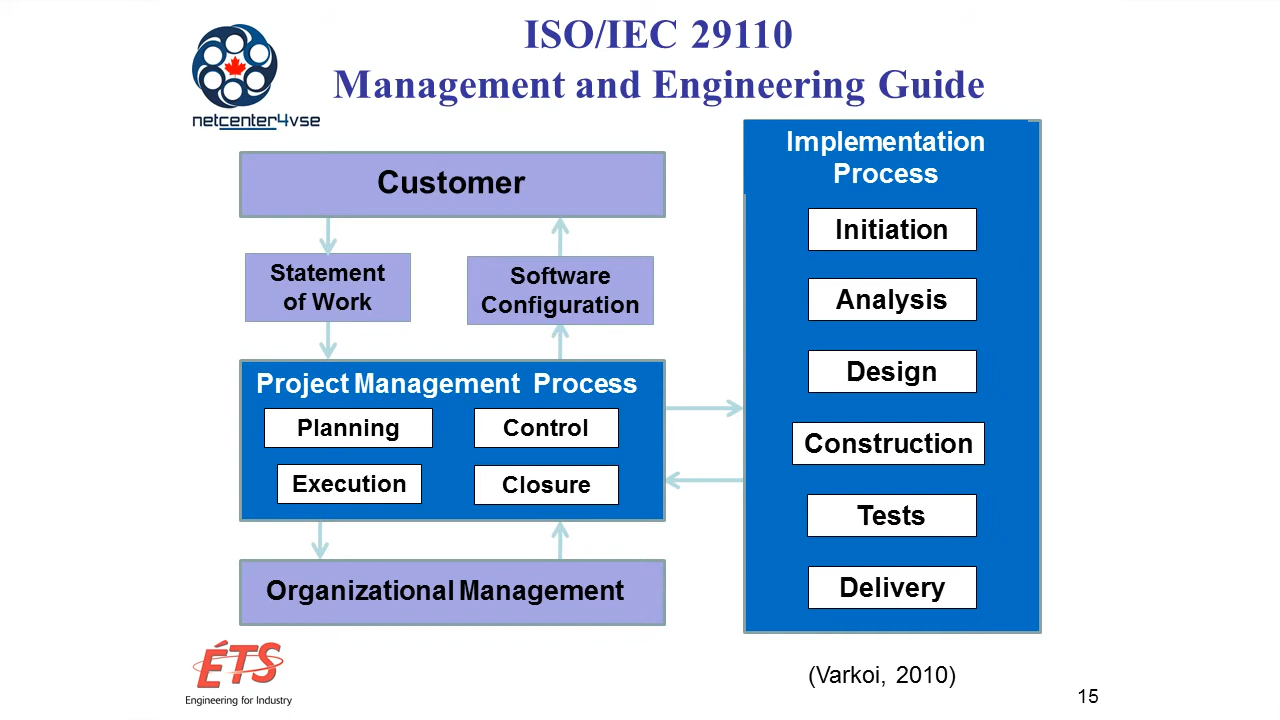 ISO/IEC 29110
Management and Engineering Guide
netcenter4vse
Customer
Statement
of Work
Software
Configuration
Project Management Process
Planning
Control
Execution
Closure
Organizational Management
Implementation
Process
Initiation
Analysis
Design
Construction
Tests
Delivery
ÉTS
Engineering for Industry
(Varkoi, 2010)
15